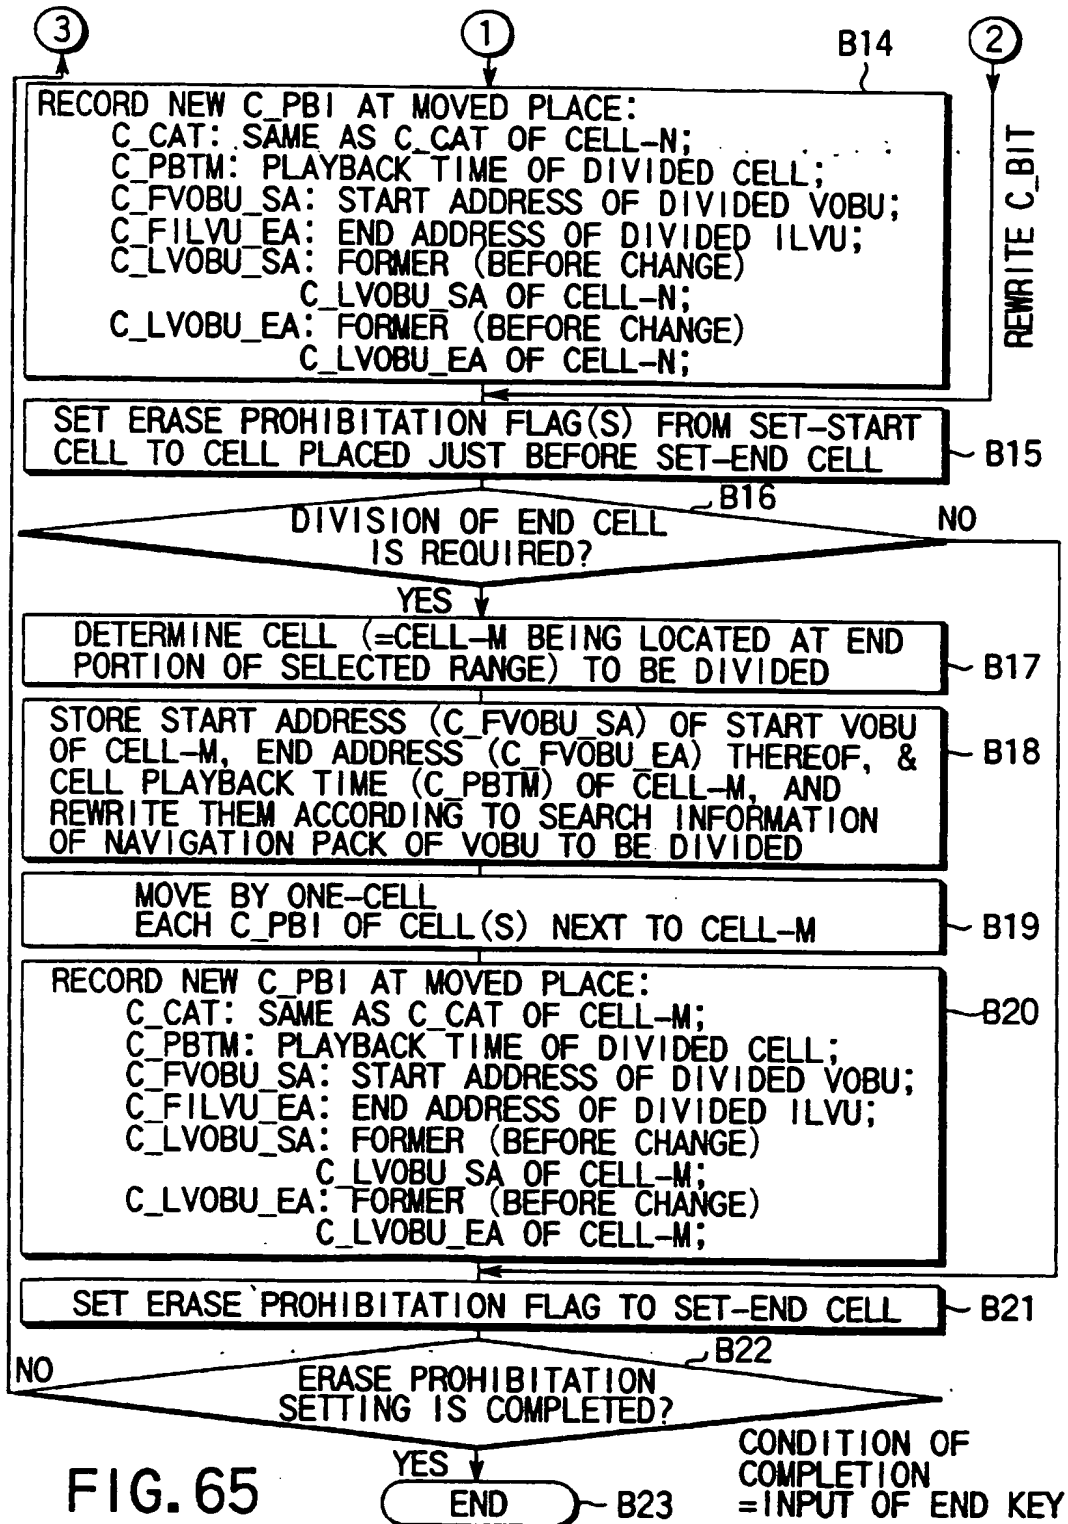 3
1
2
B14
RECORD NEW C_PBI AT MOVED PLACE:
C_CAT: SAME AS C_CAT OF CELL-N;
C_PBTM: PLAYBACK TIME OF DIVIDED CELL;
C_FVOBU_SA: START ADDRESS OF DIVIDED VOBU;
C_FILVU_EA: END ADDRESS OF DIVIDED ILVU;
C_LVOBU_SA: FORMER (BEFORE CHANGE)
C_LVOBU_SA OF CELL-N;
C_LVOBU_EA: FORMER (BEFORE CHANGE)
C_LVOBU_EA OF CELL-N;
REWRITE C_BIT
SET ERASE PROHIBITATION FLAG(S) FROM SET-START
CELL TO CELL PLACED JUST BEFORE SET-END CELL
B15
B16
DIVISION OF END CELL
IS REQUIRED?
NO
YES
DETERMINE CELL (=CELL-M BEING LOCATED AT END
PORTION OF SELECTED RANGE) TO BE DIVIDED
B17
STORE START ADDRESS (C_FVOBU_SA) OF START VOBU
OF CELL-M, END ADDRESS (C_FVOBU_EA) THEREOF, &
CELL PLAYBACK TIME (C_PBTM) OF CELL-M, AND
REWRITE THEM ACCORDING TO SEARCH INFORMATION
OF NAVIGATION PACK OF VOBU TO BE DIVIDED
B18
MOVE BY ONE-CELL
EACH C_PBI OF CELL(S) NEXT TO CELL-M
B19
RECORD NEW C_PBI AT MOVED PLACE:
C_CAT: SAME AS C_CAT OF CELL-M;
C_PBTM: PLAYBACK TIME OF DIVIDED CELL;
C_FVOBU_SA: START ADDRESS OF DIVIDED VOBU;
C_FILVU_EA: END ADDRESS OF DIVIDED ILVU;
C_LVOBU_SA: FORMER (BEFORE CHANGE)
C_LVOBU_SA OF CELL-M;
C_LVOBU_EA: FORMER (BEFORE CHANGE)
C_LVOBU_EA OF CELL-M;
B20
SET ERASE PROHIBITATION FLAG TO SET-END CELL
B21
B22
NO
ERASE PROHIBITATION
SETTING IS COMPLETED?
YES
END
B23
CONDITION OF
COMPLETION
=INPUT OF END KEY
FIG. 65